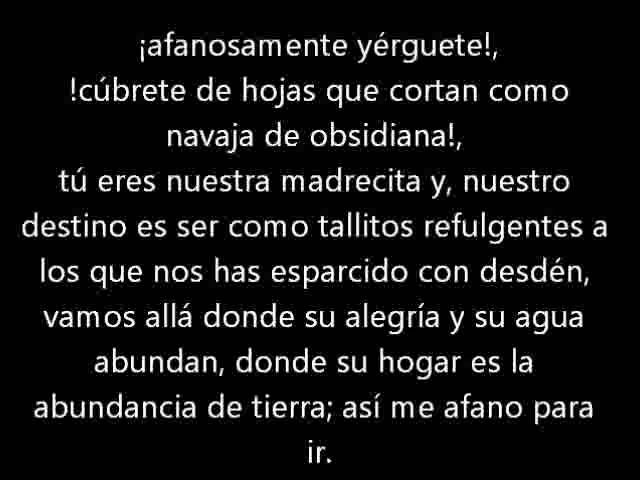 ¡afanosamente yérguete!,
!cúbrete de hojas que cortan como
navaja de obsidiana!,
tú eres nuestra madrecita y, nuestro
destino es ser como tallitos refulgentes a
los que nos has esparcido con desdén,
vamos allá donde su alegría y su agua
abundan, donde su hogar es la
abundancia de tierra; así me afano para
ir.